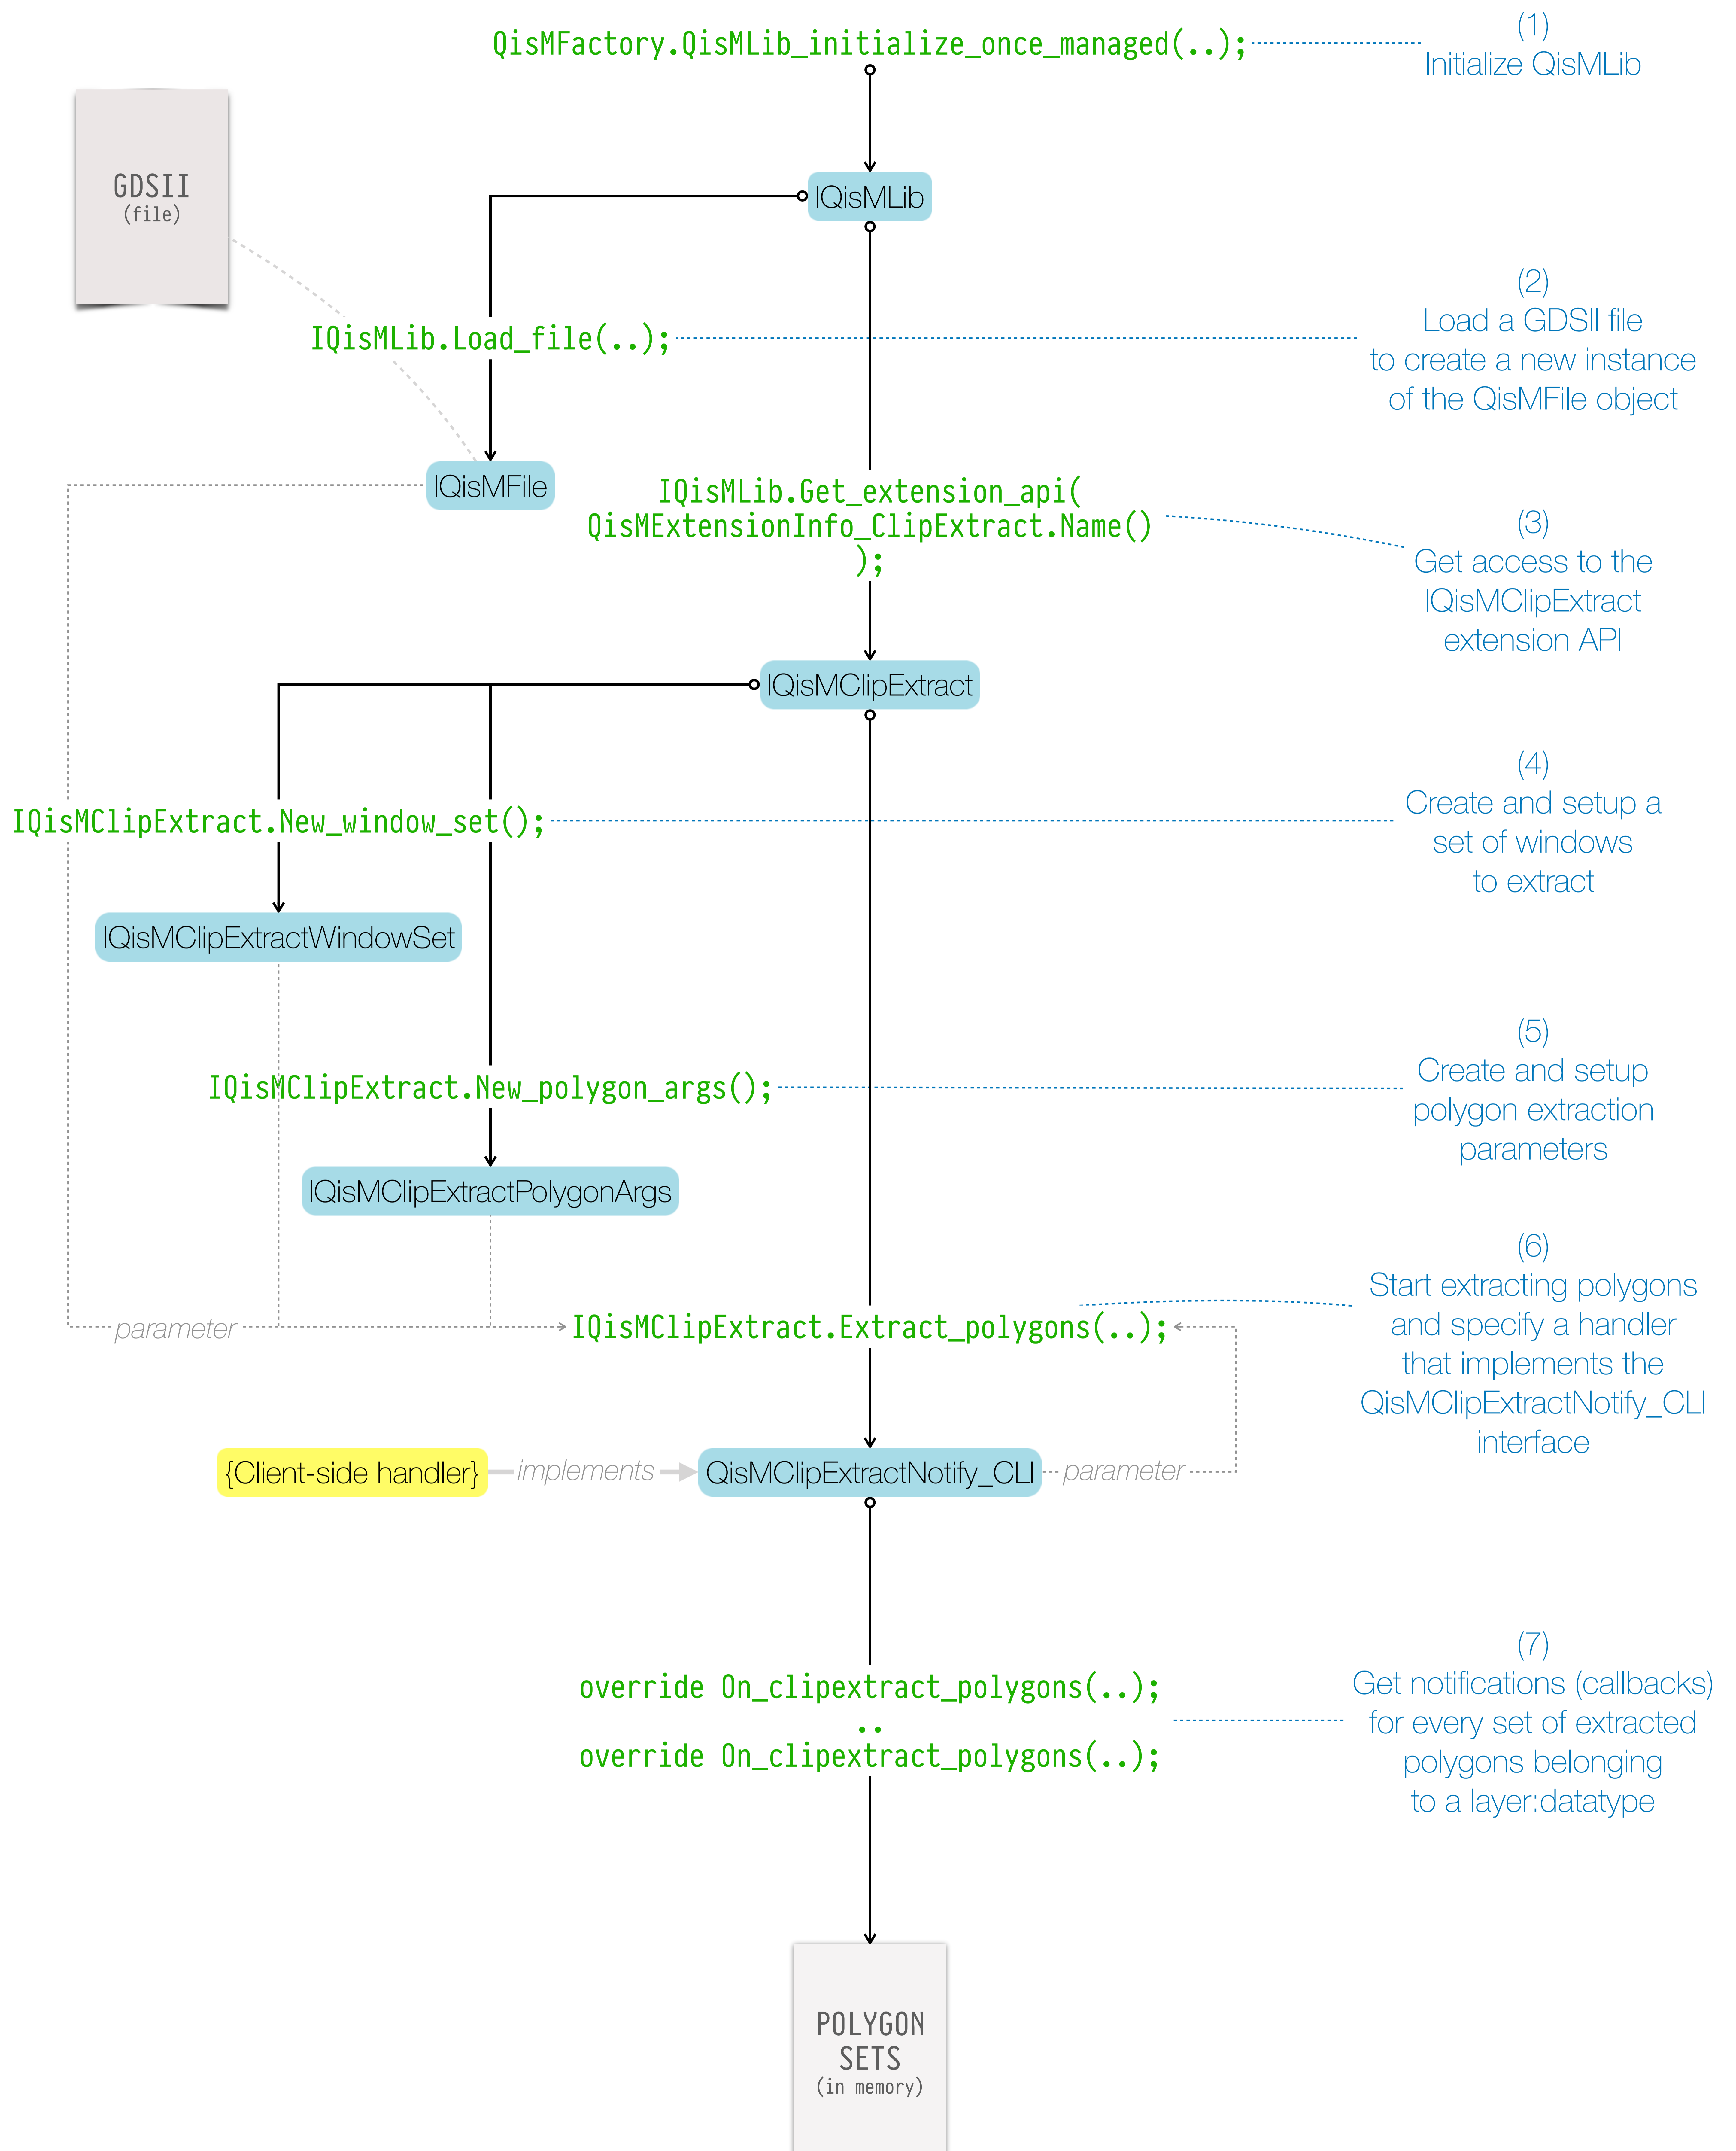 QisMFactory.QisMLib_initialize_once_managed(..);
(1)
Initialize QisMLib
GDSII
(file)
IQisMLib
IQisMLib.Load_file(..);
(2)
Load a GDSII file
to create a new instance
of the QisMFile object
IQisMFile
IQisMLib.Get_extension_api(
QisMExtensionInfo_ClipExtract.Name()
);
(3)
Get access to the
IQisMClipExtract
extension API
IQisMClipExtract
IQisMClipExtract.New_window_set();
(4)
Create and setup a
set of windows
to extract
IQisMClipExtractWindowSet
IQisMClipExtract.New_polygon_args();
(5)
Create and setup
polygon extraction
parameters
IQisMClipExtractPolygonArgs
parameter
IQisMClipExtract.Extract_polygons(..);
(6)
Start extracting polygons
and specify a handler
that implements the
QisMClipExtractNotify_CLI
interface
{Client-side handler}
implements
QisMClipExtractNotify_CLI
parameter
override On_clipextract_polygons(..);
..
override On_clipextract_polygons(..);
(7)
Get notifications (callbacks)
for every set of extracted
polygons belonging
to a layer:datatype
POLYGON
SETS
(in memory)